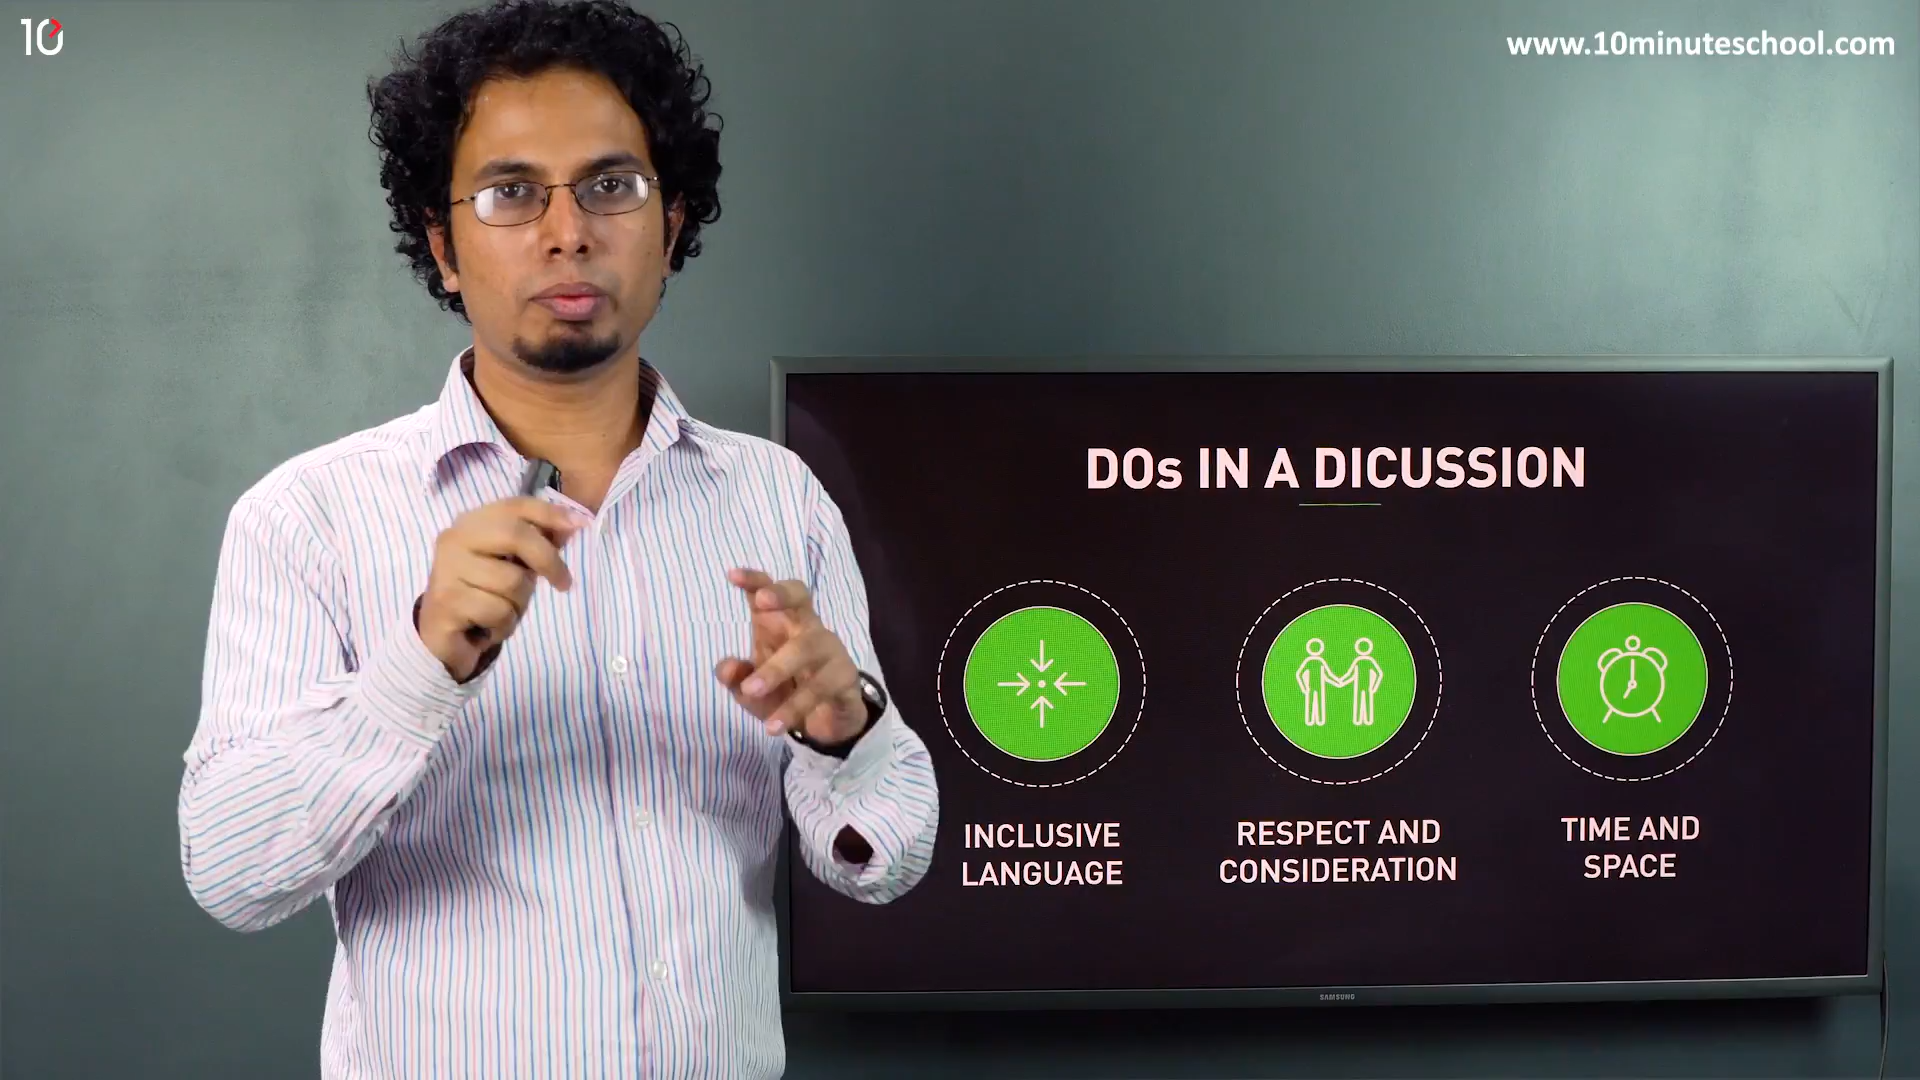 10
www.10minuteschool.com
DOs IN A DICUSSION
INCLUSIVE
LANGUAGE
RESPECT AND
CONSIDERATION
TIME AND
SPACE
SAMSUNG